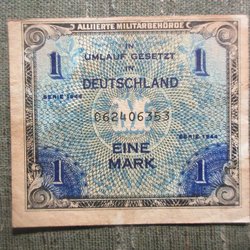 ALLIIERTE MILITÄRBEHÖRDE
IN
UMLAUF GESETZT
IN
1 1
DEUTSCHLAND
SERIE 1944
062406353
SERIE 1944
EINE
MARK
1 1